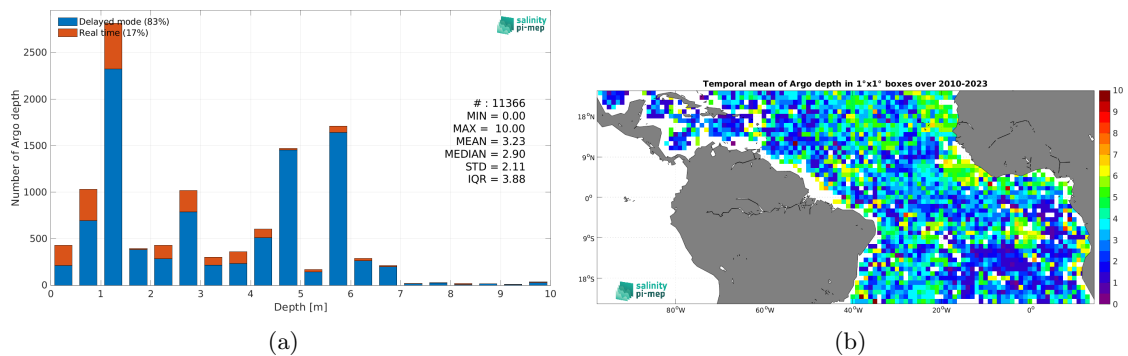 Delayed mode (83%)
Real time (17%)
salinity
pi-mep
2500
2000
1500
1000
500
0
Number of Argo depth
# : 11366
MIN = 0.00
MAX = 10.00
MEAN = 3.23
MEDIAN = 2.90
STD = 2.11
IQR = 3.88
0 1 2 3 4 5 6 7 8 9 10
Depth [m]
(a)
Temporal mean of Argo depth in 1°x1° boxes over 2010-2023
18°N
9°N
0°
9°S
18°S
80°W 60°W 40°W 20°W 0°
salinity
pi-mep
10
9
8
7
6
5
4
3
2
1
0
(b)